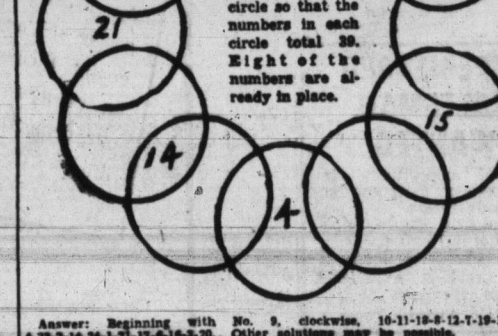 circle so that the
numbers in each
circle total 39.
Eight of the
numbers are al-
ready in place.
21
15
14
4
Answer: Beginning with No. 9, clockwise, 10-11-18-8-12-7-19-
Other solutions may be possible.